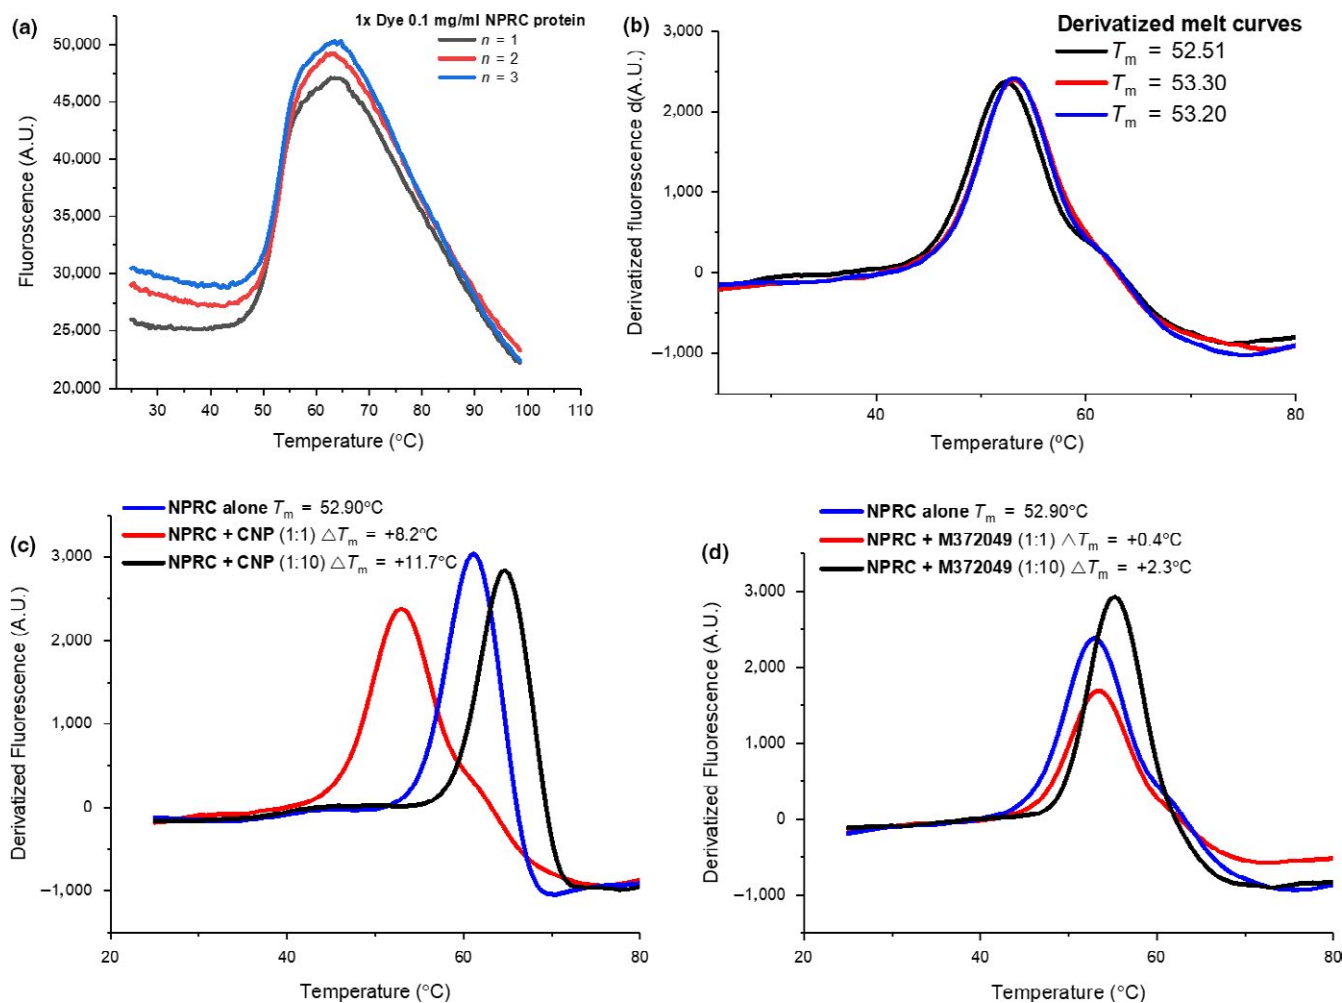 (a)
1x Dye 0.1 mg/ml NPRC protein
n = 1
n = 2
n = 3
50,000
45,000
40,000
35,000
30,000
25,000
20,000
Fluoroscence (A.U.)
30 40 50 60 70 80 90 100 110
Temperature (°C)
(b)
Derivatized melt curves
Tm = 52.51
Tm = 53.30
Tm = 53.20
3,000
2,000
1,000
0
−1,000
Derivatized fluorescence d(A.U.)
40 60 80
Temperature (ºC)
(c)
NPRC alone Tm = 52.90°C
NPRC + CNP (1:1) △Tm = +8.2°C
NPRC + CNP (1:10) △Tm = +11.7°C
3,000
2,000
1,000
0
−1,000
Derivatized Fluorescence (A.U.)
20 40 60 80
Temperature (°C)
(d)
NPRC alone Tm = 52.90°C
NPRC + M372049 (1:1) △Tm = +0.4°C
NPRC + M372049 (1:10) △Tm = +2.3°C
3,000
2,000
1,000
0
−1,000
Derivatized Fluorescence (A.U.)
20 40 60 80
Temperature (°C)